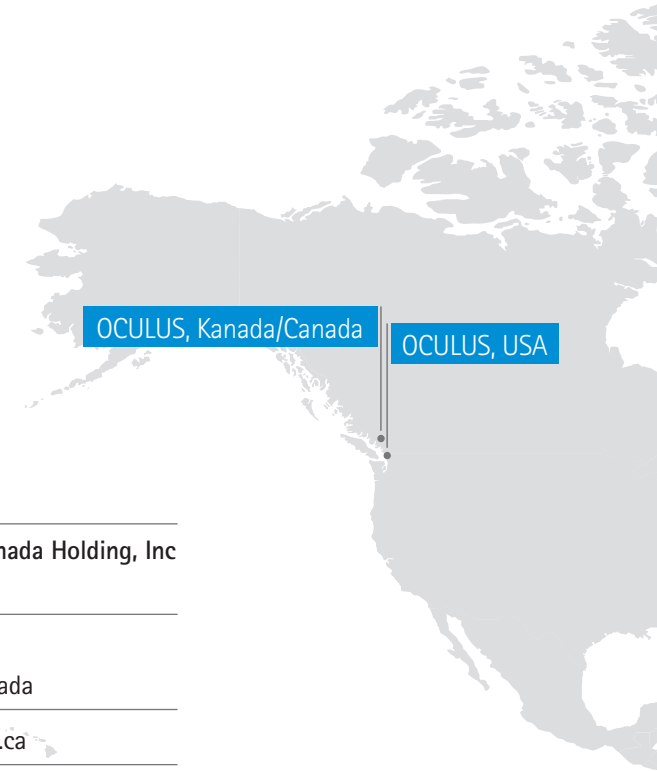 OCULUS, Kanada/Canada
OCULUS, USA
nada Holding, Inc
ada
.ca